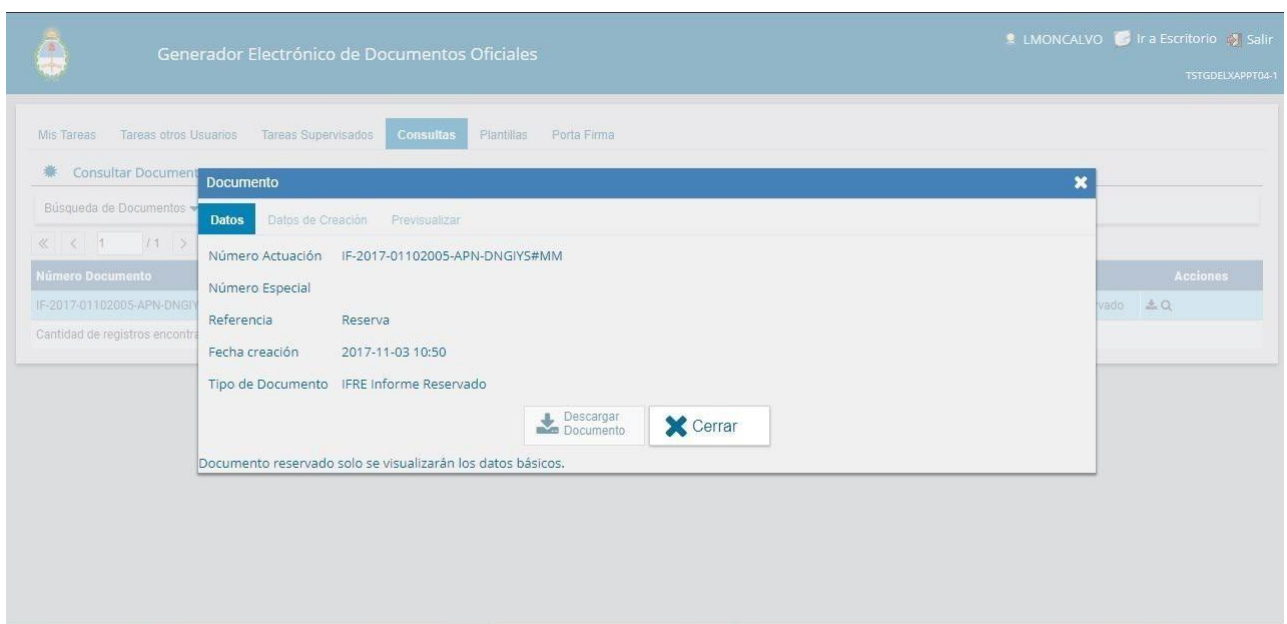 Generador Electrónico de Documentos Oficiales
LMONCALVO Ir a Escritorio Salir
TSTGDELXAPPT04-1
Mis Tareas Tareas otros Usuarios Tareas Supervisados Consultas Plantillas Porta Firma
Consultar Document
Documento
Búsqueda de Documentos
Datos Datos de Creación Previsualizar
1 / 1
Número Actuación IF-2017-01102005-APN-DNGIYS#MM
Número Documento Acciones
Número Especial
IF-2017-01102005-APN-DNGIY vado
Referencia Reserva
Cantidad de registros encontra
Fecha creación 2017-11-03 10:50
Tipo de Documento IFRE Informe Reservado
Descargar
Documento
Cerrar
Documento reservado solo se visualizarán los datos básicos.